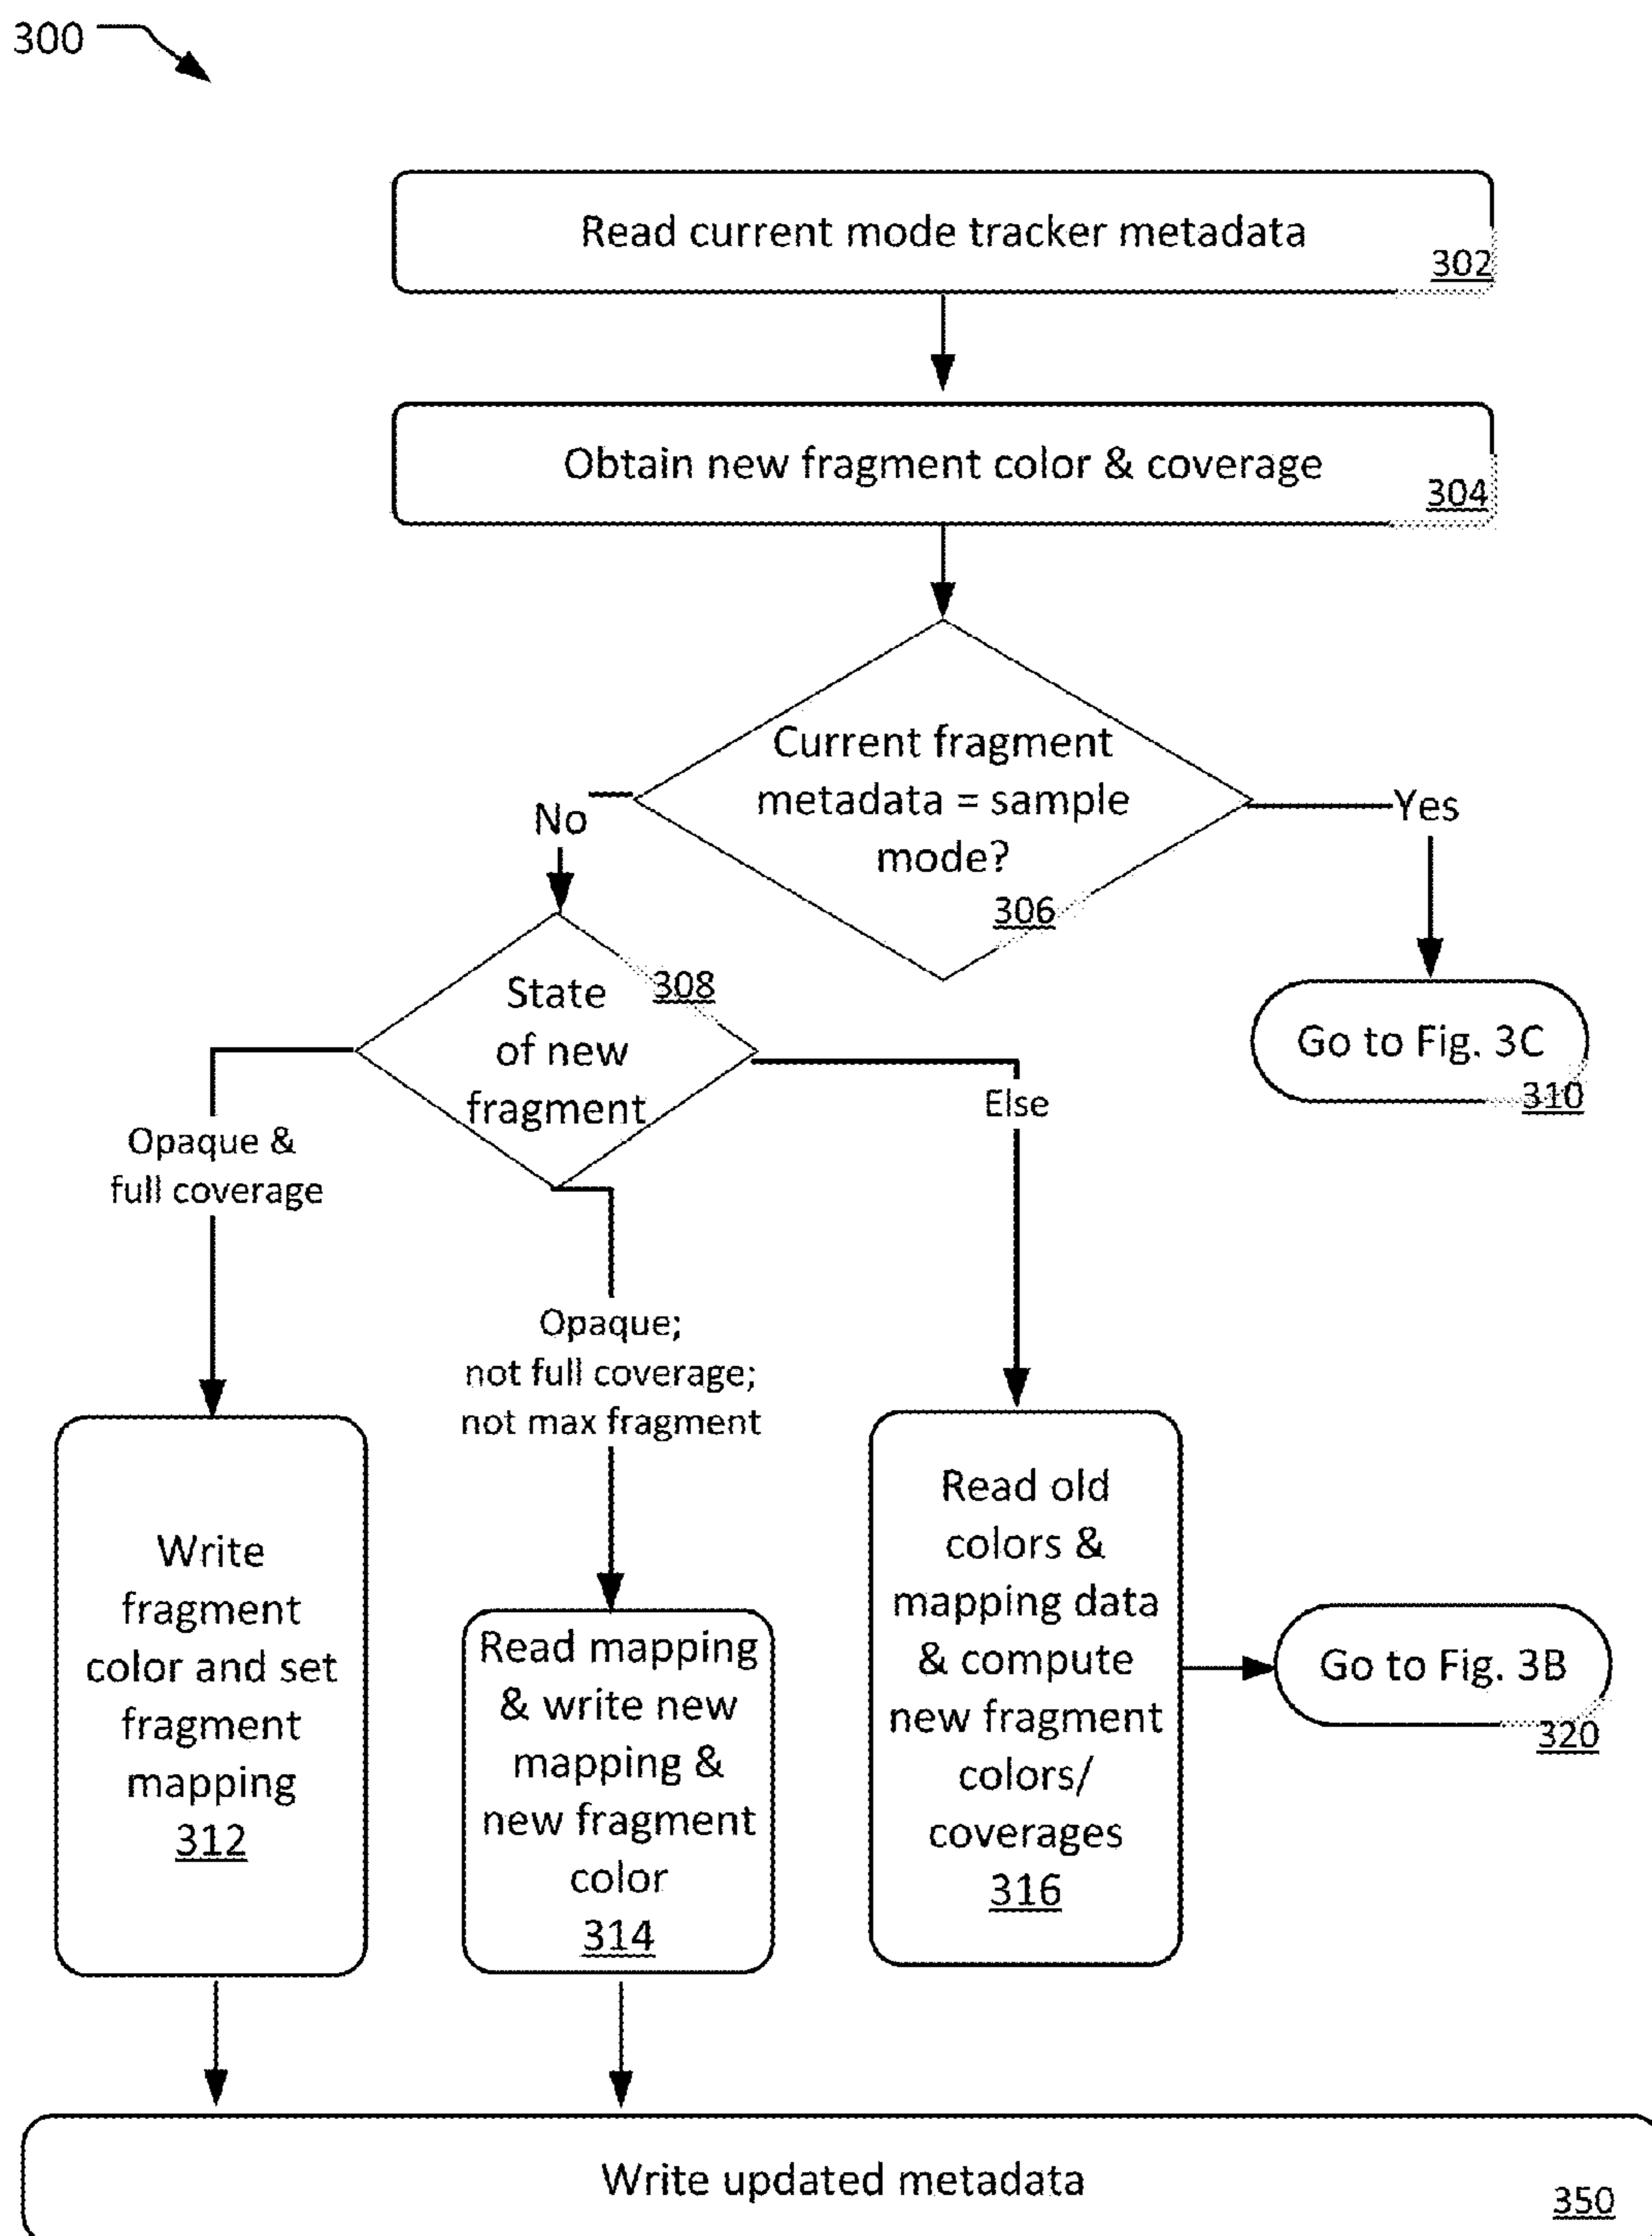 300
Read current mode tracker metadata
302
Obtain new fragment color & coverage
304
Current fragment
metadata = sample
mode?
306
No
Yes
State
of new
fragment
308
Go to Fig. 3C
310
Opaque &
full coverage
Opaque;
not full coverage;
not max fragment
Else
Write
fragment
color and set
fragment
mapping
312
Read mapping
& write new
mapping &
new fragment
color
314
Read old
colors &
mapping data
& compute
new fragment
colors/
coverages
316
Go to Fig. 3B
320
Write updated metadata
350